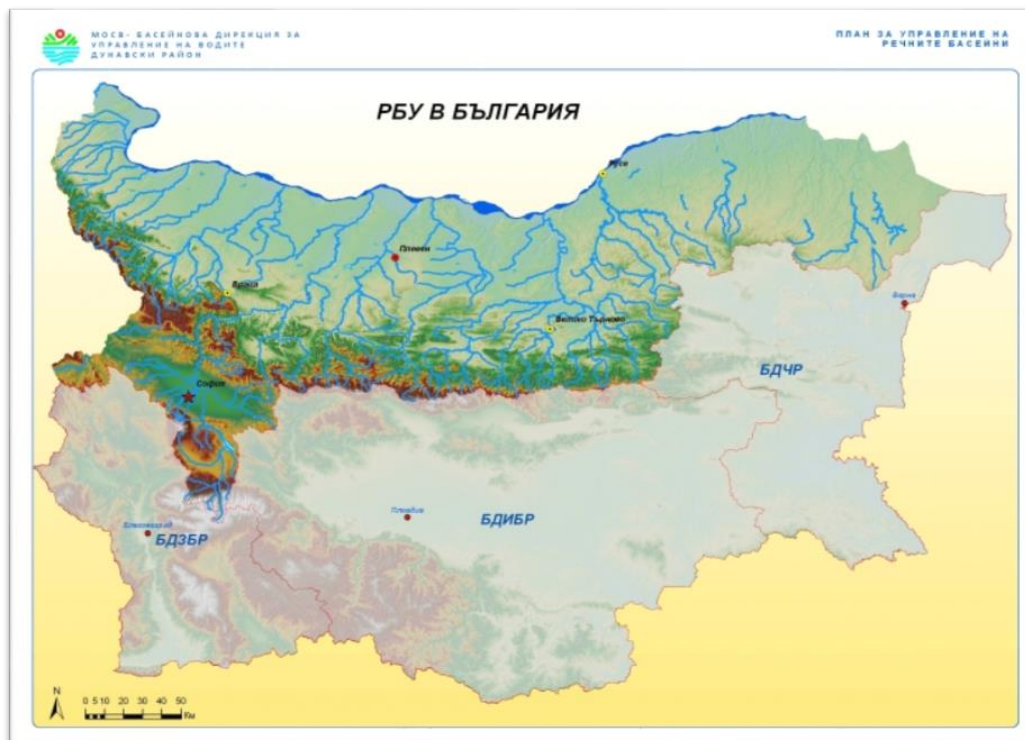 МОСВ- БАСЕЙНОВА ДИРЕКЦИЯ ЗА
УПРАВЛЕНИЕ НА ВОДИТЕ
ДУНАВСКИ РАЙОН
ПЛАН ЗА УПРАВЛЕНИЕ НА
РЕЧНИТЕ БАСЕЙНИ
РБУ В БЪЛГАРИЯ
Русе
Плевен
Враца
Варна
Велико Търново
БДЧР
София
Пловдив
БДИБР
Благоевград
БДЗБР
N
0 5 10 20 30 40 50
Км